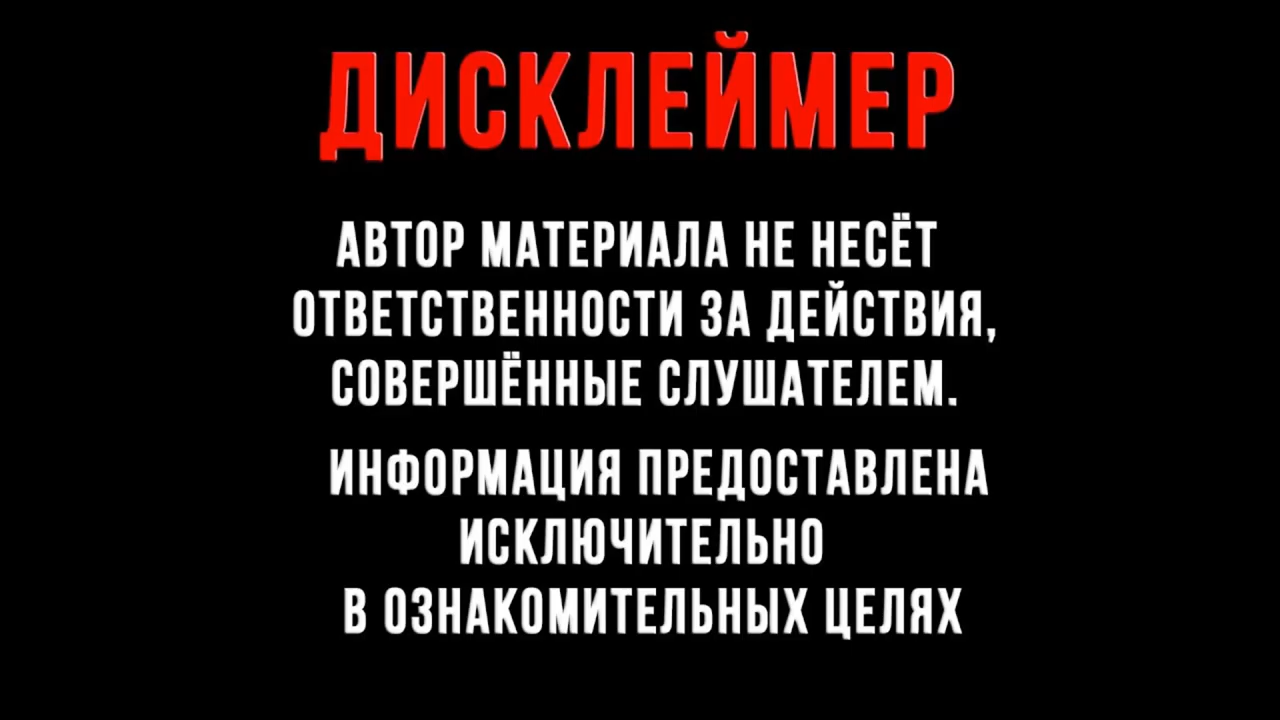 ДИСКЛЕЙМЕР
АВТОР МАТЕРИАЛА НЕ НЕСЁТ
ОТВЕТСТВЕННОСТИ ЗА ДЕЙСТВИЯ,
СОВЕРШЁННЫЕ СЛУШАТЕЛЕМ.
ИНФОРМАЦИЯ ПРЕДОСТАВЛЕНА
ИСКЛЮЧИТЕЛЬНО
В ОЗНАКОМИТЕЛЬНЫХ ЦЕЛЯХ